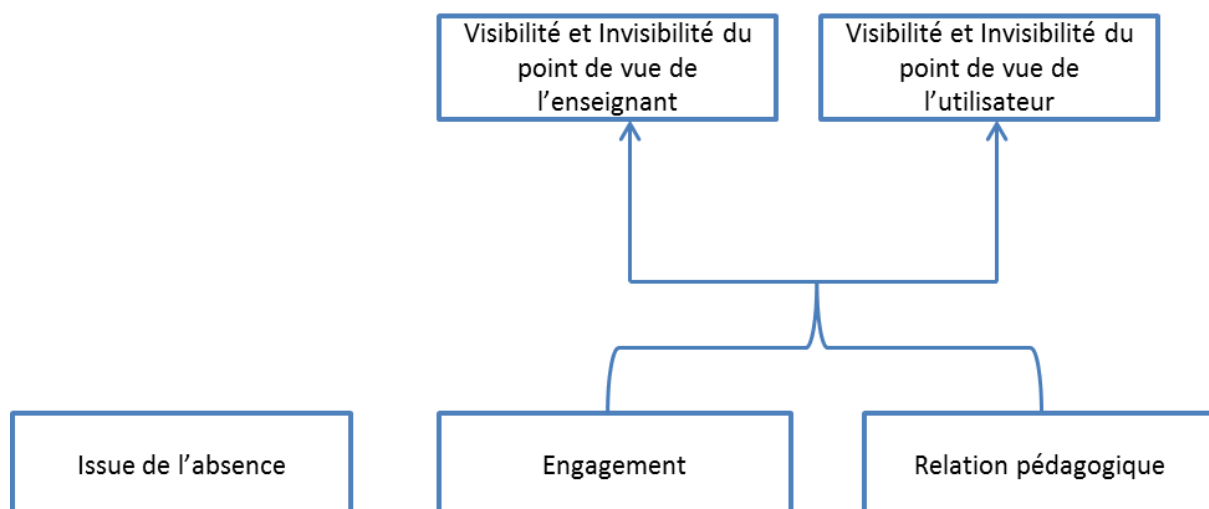 Visibilité et Invisibilité du
point de vue de
l’enseignant
Visibilité et Invisibilité du
point de vue de
l’utilisateur
Issue de l’absence
Engagement
Relation pédagogique